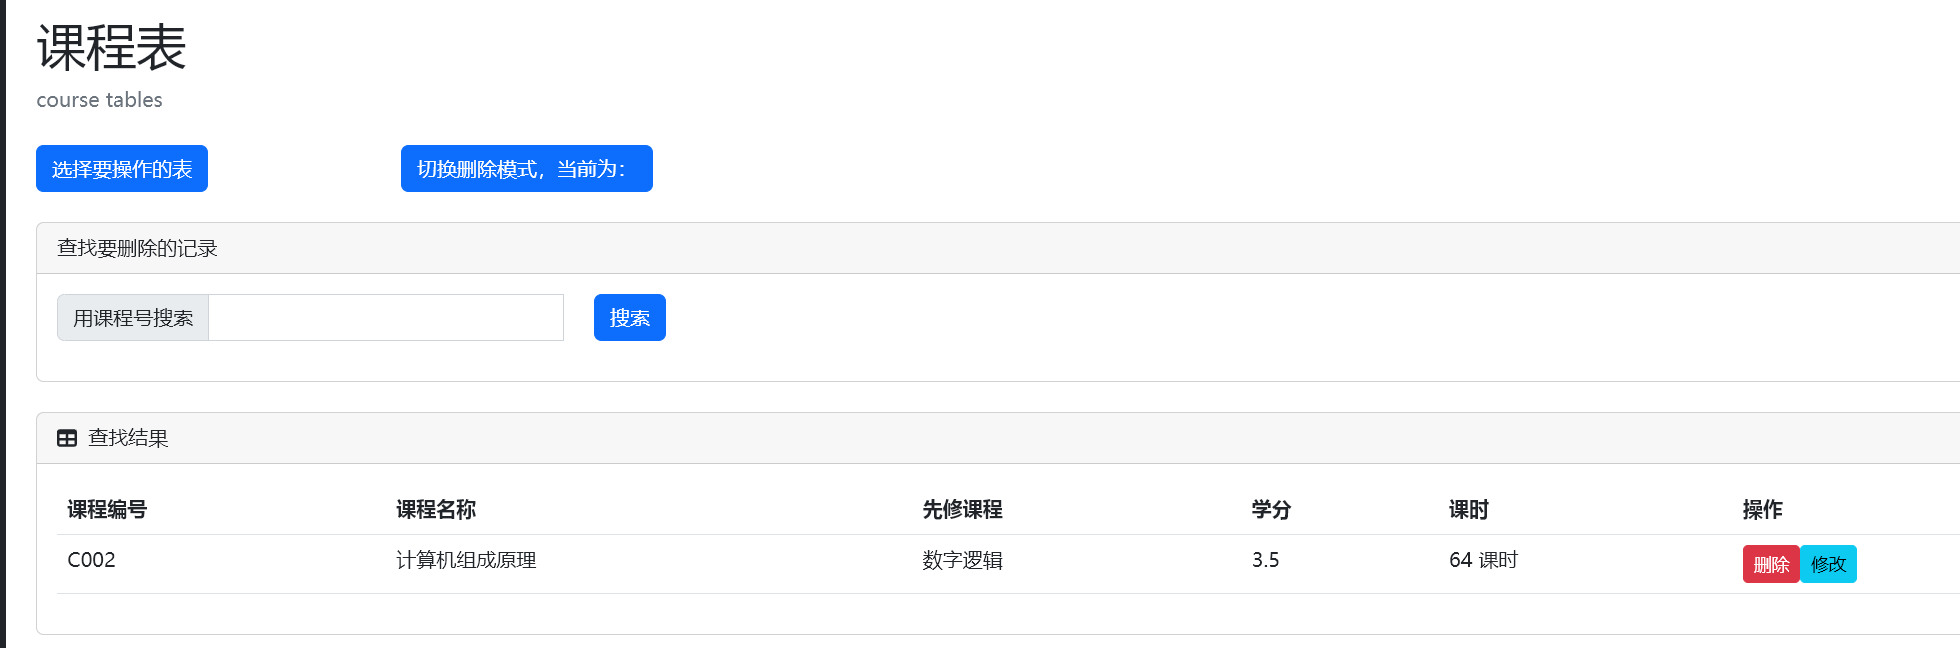 课程表
course tables
选择要操作的表 切换删除模式，当前为：
查找要删除的记录
用课程号搜索 搜索
查找结果
课程编号 课程名称 先修课程 学分 课时 操作
C002 计算机组成原理 数字逻辑 3.5 64 课时 删除 修改